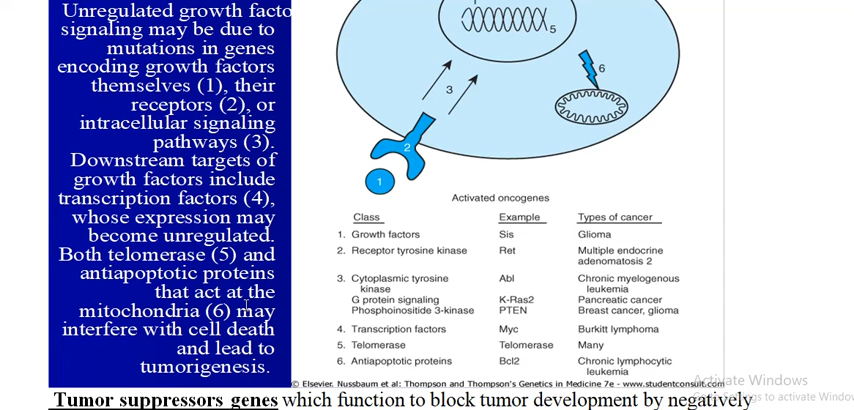 Unregulated growth facto
signaling may be due to
mutations in genes
encoding growth factors
themselves (1), their
receptors (2), or
intracellular signaling
pathways (3).
Downstream targets of
growth factors include
transcription factors (4),
whose expression may
become unregulated.
Both telomerase (5) and
antiapoptotic proteins
that act at the
mitochondria (6) may
interfere with cell death
and lead to
tumorigenesis.
5
6
3
2
1
Activated oncogenes
Class Example Types of cancer
1. Growth factors Sis Glioma
2. Receptor tyrosine kinase Ret Multiple endocrine
adenomatosis 2
3. Cytoplasmic tyrosine Abl Chronic myelogenous
kinase leukemia
G protein signaling K-Ras2 Pancreatic cancer
Phosphoinositide 3-kinase PTEN Breast cancer, glioma
4. Transcription factors Myc Burkitt lymphoma
5. Telomerase Telomerase Many
6. Antiapoptotic proteins Bcl2 Chronic lymphocytic
leukemia
© Elsevier. Nussbaum et al: Thompson and Thompson's Genetics in Medicine 7e - www.studentconsult.com
Activate Windows
Settings to activate Windows
Tumor suppressors genes which function to block tumor development by negatively